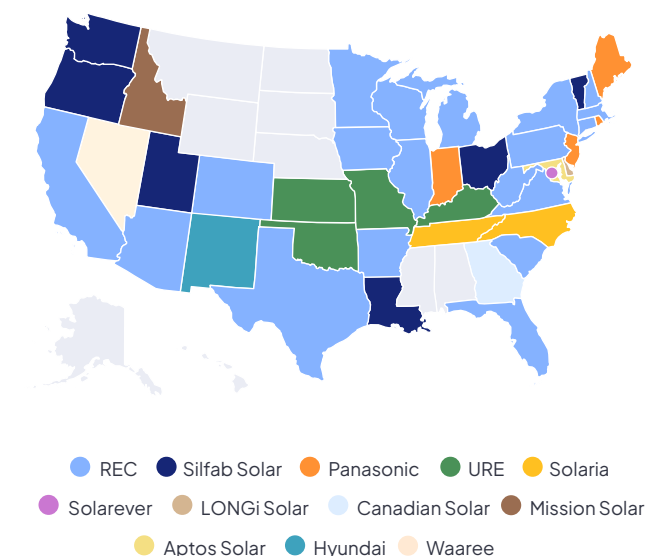 REC Silfab Solar Panasonic URE Solaria
Solarever LONGi Solar Canadian Solar Mission Solar
Aptos Solar Hyundai Waaree